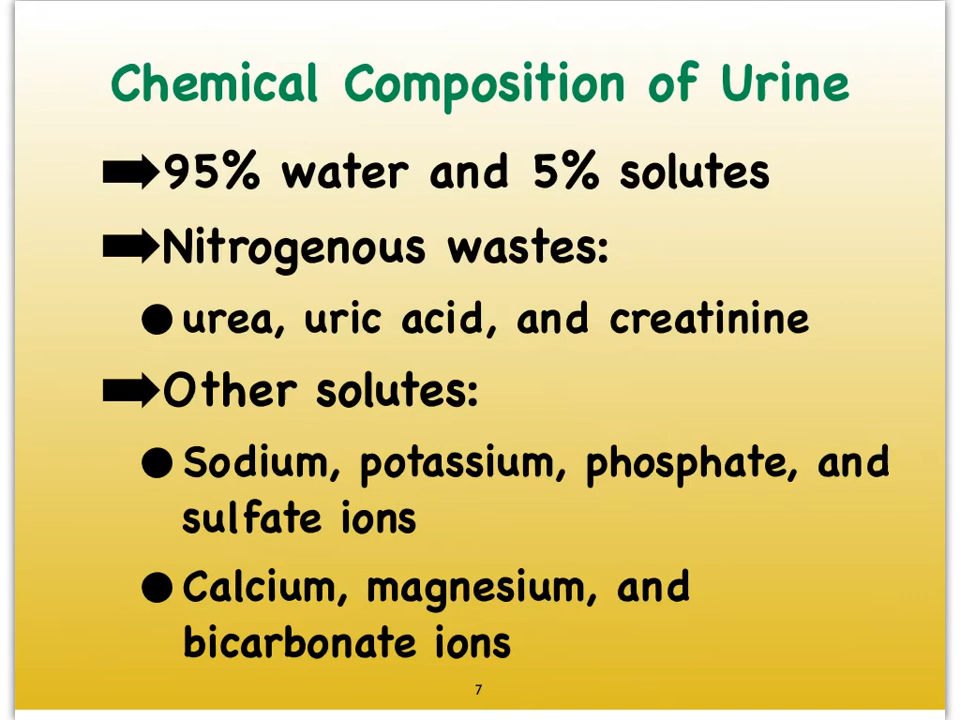 Chemical Composition of Urine
95% water and 5% solutes
Nitrogenous wastes:
urea, uric acid, and creatinine
Other solutes:
Sodium, potassium, phosphate, and
sulfate ions
Calcium, magnesium, and
bicarbonate ions
7